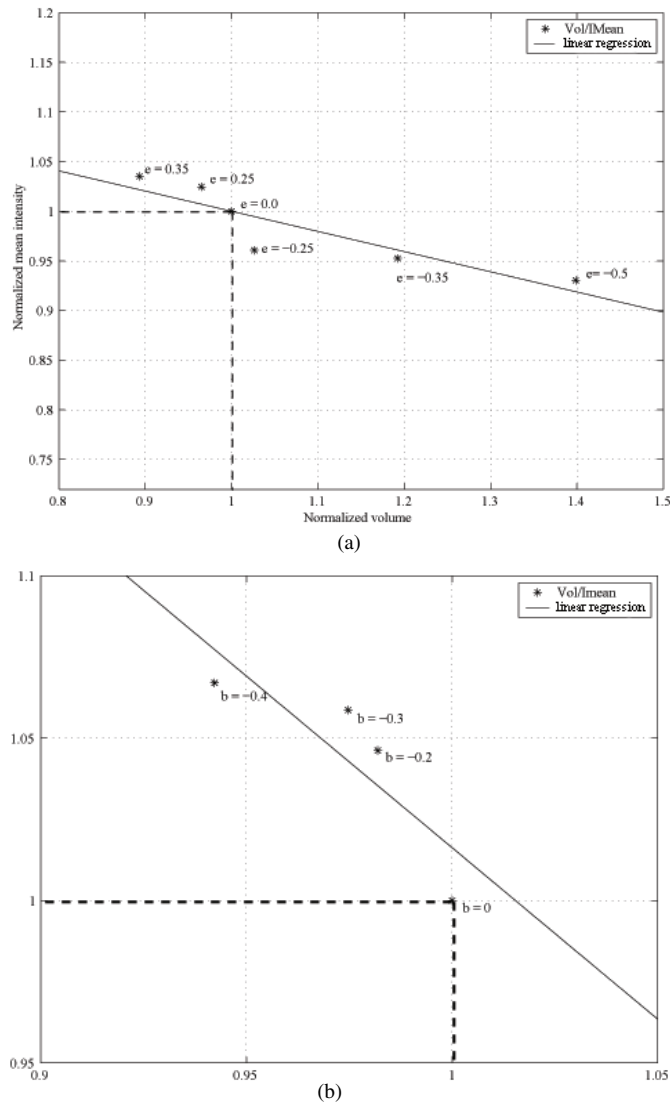 1.2
Vol/IMean
linear regression
1.15
1.1
1.05
e = 0.35
e = 0.25
1
e = 0.0
e = −0.25
0.95
e = −0.35
e= −0.5
0.9
0.85
0.8
0.75
Normalized mean intensity
0.8 0.9 1 1.1 1.2 1.3 1.4 1.5
Normalized volume
(a)
1.1
Vol/Imean
linear regression
b = −0.4
b = −0.3
1.05
b = −0.2
1
b = 0
0.95
0.9 0.95 1 1.05
(b)